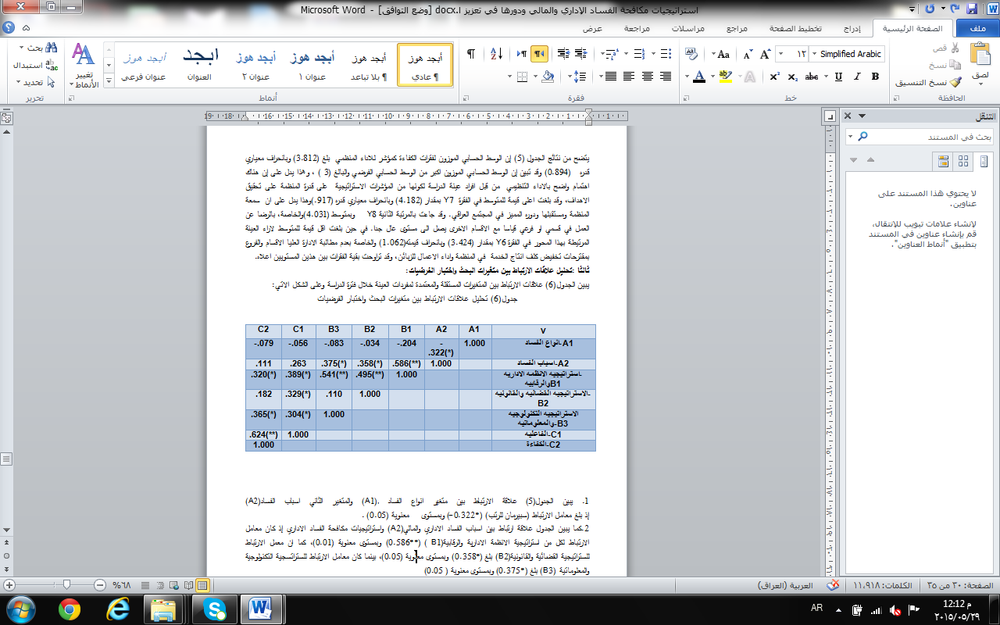 استراتيجيات مكافحة الفساد الإداري والمالي ودورها في تعزيز ا.docx [وضع التوافق] - Microsoft Word
ملف الصفحة الرئيسية إدراج تخطيط الصفحة مراجع مراسلات مراجعة عرض
لصق
قص
نسخ
نسخ التنسيق
الحافظة
Simplified Arabic ١٢
خط
فقرة
أبجد هوز
¶ عادي
أبجد هوز
¶ بلا تباعد
أبجد هوز
عنوان ١
أبجد هوز
عنوان ٢
أبجد
العنوان
أبجد هوز
عنوان فرعي
تغيير الأنماط
أنماط
بحث
استبدال
تحديد
تحرير
التنقل
بحث في المستند
لا يحتوي هذا المستند على
عناوين.
لإنشاء علامات تبويب للإنتقال،
قم بإنشاء عناوين في المستند
بتطبيق "أنماط العناوين".
يتضح من نتائج الجدول (5) إن الوسط الحسابي الموزون لفقرات الكفاءة كمؤشر للاداء المنظمي بلغ (3.812) وبانحراف معياري
قدره (0.894) وقد تبين إن الوسط الحسابي الموزون اكبر من الوسط الحسابي الفرضي والبالغ (3 ) ، وهذا يدل على إن هناك
اهتمام واضح بالاداء التنظيمي من قبل افراد عينة الدراسة لكونها من المؤشرات الاستراتيجية على قدرة المنظمة على تحقيق
الاهداف، وقد بلغت اعلى قيمة للمتوسط في الفقرة Y7 بمقدار (4.182) وبانحراف معياري قدره (917.)وهذا يدل على ان سمعة
المنظمة ومستقبلها ودوره المميز في المجتمع العراقي. وقد جاءت بالمرتبة الثانية Y8 وبمتوسط (4.031)والخاصة، بالرضا عن
العمل في قسمي او فرعي قياسا مع الاقسام الاخرى يصل الى مستوى عال جدا. في حين بلغت اقل قيمة للمتوسط لاراء العينة
المرتبطة بهذا المحور في الفقرةY6 بمقدار (3.424) وبانحراف قيمته(1.062) والخاصة بعدم مطالبة الادارة العليا الاقسام والفروع
بمقترحات تخفيض كلف انتاج الخدمة في المنظمة واداء الاعمال للزبائن، وقد تراوحت بقية الفقرات بين هذين المستويين اعلاه.
ثالثا :تحليل علاقات الارتباط بين متغيرات البحث واختبار الفرضيات:
يبين الجدول(6) علاقات الارتباط بين المتغيرات المستقلة والمعتمدة لمفردات العينة خلال فترة الدراسة وعلى الشكل الاتي:
جدول(6) تحليل علاقات الارتباط بين متغيرات البحث واختبار الفرضيات
V A1 A2 B1 B2 B3 C1 C2
A1-انواع الفساد 1.000 -.322(*) -.204 -.034 -.083 -.056 -.079
A2-اسباب الفساد 1.000 .586(**) .358(*) .375(*) .263 .111
-استراتيجيه الانظمه الاداريه
B1والرقابيه 1.000 .495(**) .541(**) .389(*) .320(*)
-الاستراتيجيه القضائيه والقانونيه
B2 1.000 .110 .329(*) .182
الاستراتيجيه التكنولوجيه
B3-والمعلوماتيه 1.000 .304(*) .365(*)
C1-الفاعليه 1.000 .624(**)
C2-الكفاءة 1.000
1. يبين الجدول(5) علاقة الارتباط بين متغير انواع الفساد .(A1) والمتغير الثاني اسباب الفساد(A2)
إذ بلغ معامل الارتباط (سبيرمان للرتب) (*0.322-) وبمستوى معنوية (0.05) .
2.كما يبين الجدول علاقة ارتباط بين اسباب الفساد الاداري والمالي(A2) واستراتيجيات مكافحة الفساد الاداري إذ كان معامل
الارتباط لكل من استراتيجية الانظمة الادارية والرقابية(B1 ) (**0.586) وبمستوى معنوية (0.01)، كما ان معمل الارتباط
للستراتيجية القضائية والقانونية(B2) بلغ (*0.358) وبمستوى معنوية (0.05)، بينما كان معامل الارتباط للستراتسجية التكنولوجية
والمعلوماتية (B3) بلغ (*0.375) وبمستوى معنوية ( 0.05)
الصفحة: ٣٠ من ٣٥ الكلمات: ١١،٩١٨ العربية (العراق) ٦٨%
AR
12:12 م
٢٠١٥/٠٥/٢٩